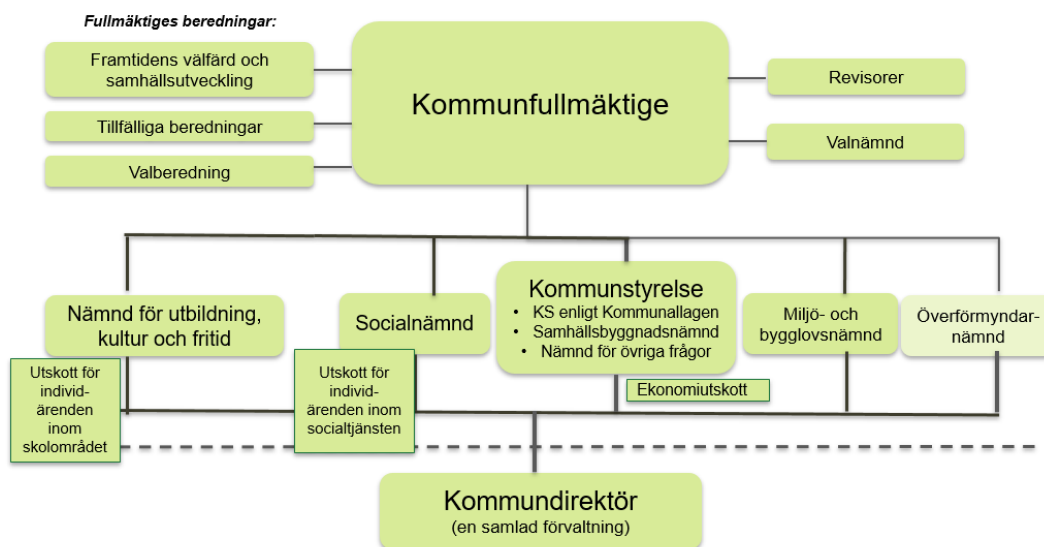 Fullmäktiges beredningar:
Framtidens välfärd och
samhällsutveckling
Tillfälliga beredningar
Valberedning
Kommunfullmäktige
Revisorer
Valnämnd
Nämnd för utbildning,
kultur och fritid
Utskott för
individ-
ärenden
inom
skolområdet
Socialnämnd
Utskott för
individ-
ärenden inom
socialtjänsten
Kommunstyrelse
• KS enligt Kommunallagen
• Samhällsbyggnadsnämnd
• Nämnd för övriga frågor
Ekonomiutskott
Miljö- och
bygglovsnämnd
Överförmyndar-
nämnd
Kommundirektör
(en samlad förvaltning)